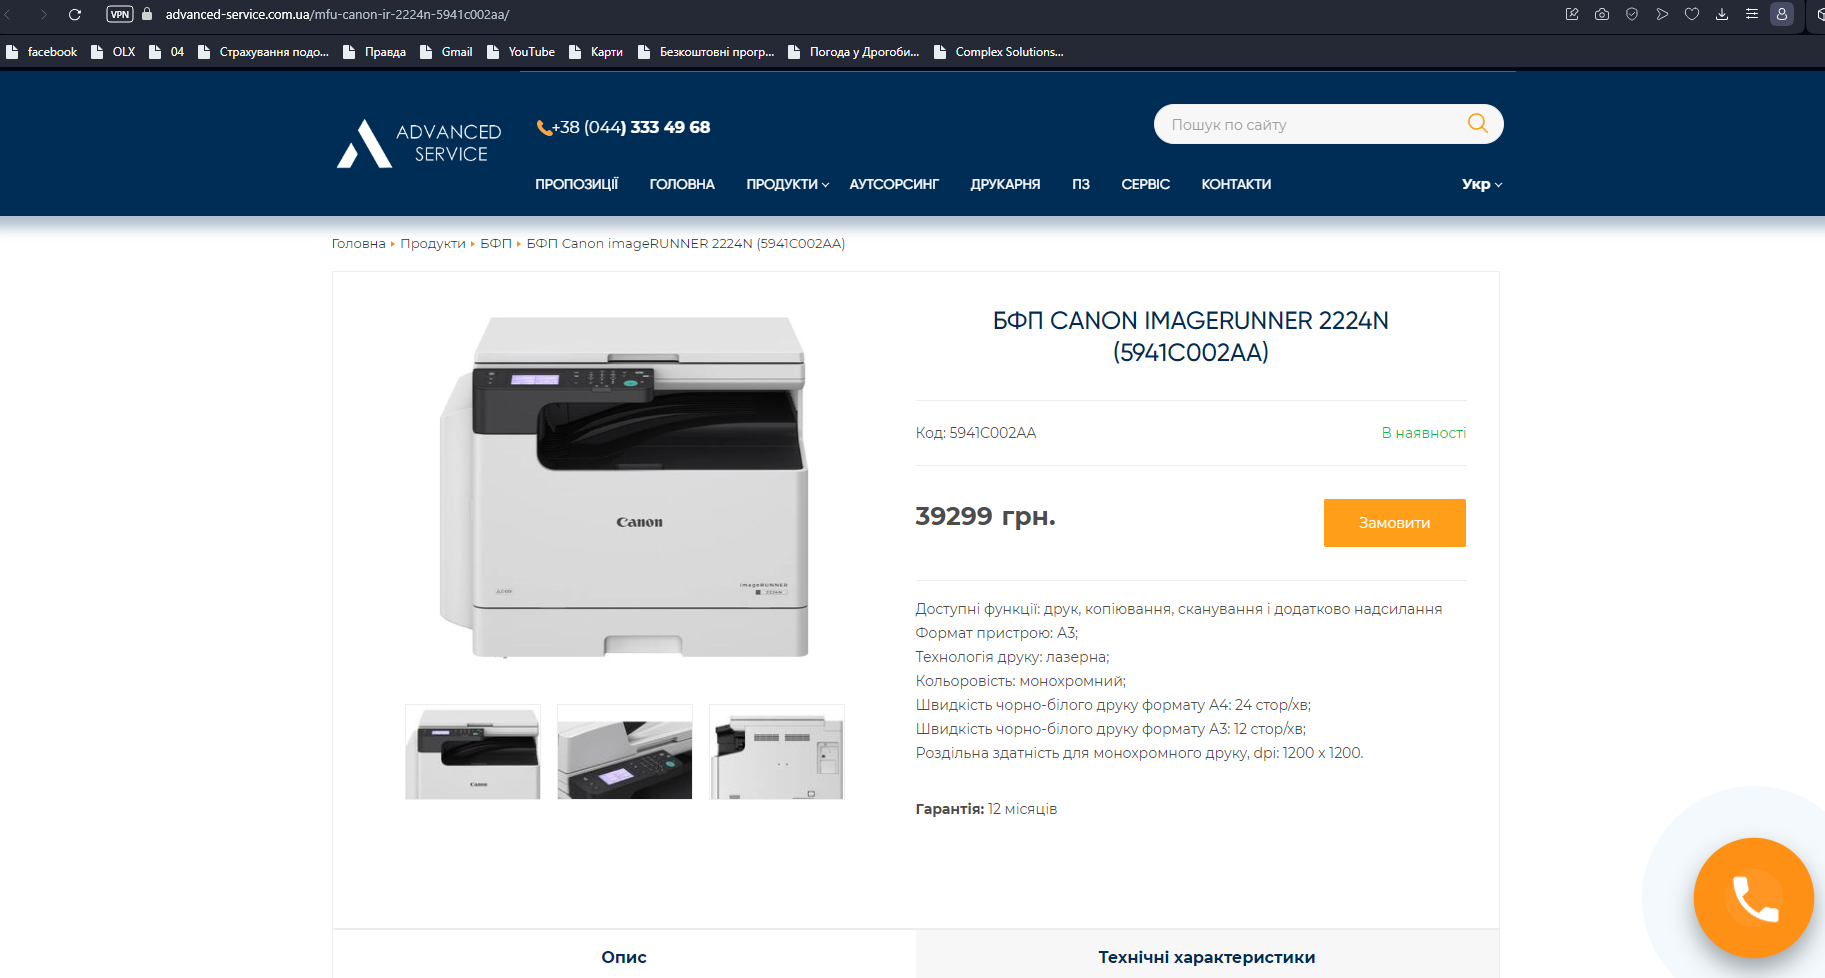 VPN
advanced-service.com.ua/mfu-canon-ir-2224n-5941c002aa/
facebook
OLX
04
Страхування подо...
Правда
Gmail
YouTube
Карти
Безкоштовні прогр...
Погода у Дрогоби...
Complex Solutions...
ADVANCED
SERVICE
+38 (044) 333 49 68
Пошук по сайту
ПРОПОЗИЦІЇ
ГОЛОВНА
ПРОДУКТИ
АУТСОРСИНГ
ДРУКАРНЯ
ПЗ
СЕРВІС
КОНТАКТИ
Укр
Головна
Продукти
БФП
БФП Canon imageRUNNER 2224N (5941C002AA)
Canon
imageRUNNER
2224N
Canon
БФП CANON IMAGERUNNER 2224N
(5941C002AA)
Код: 5941C002AA
В наявності
39299 грн.
Замовити
Доступні функції: друк, копіювання, сканування і додатково надсилання
Формат пристрою: А3;
Технологія друку: лазерна;
Кольоровість: монохромний;
Швидкість чорно-білого друку формату А4: 24 стор/хв;
Швидкість чорно-білого друку формату А3: 12 стор/хв;
Роздільна здатність для монохромного друку, dpi: 1200 x 1200.
Гарантія: 12 місяців
Опис
Технічні характеристики